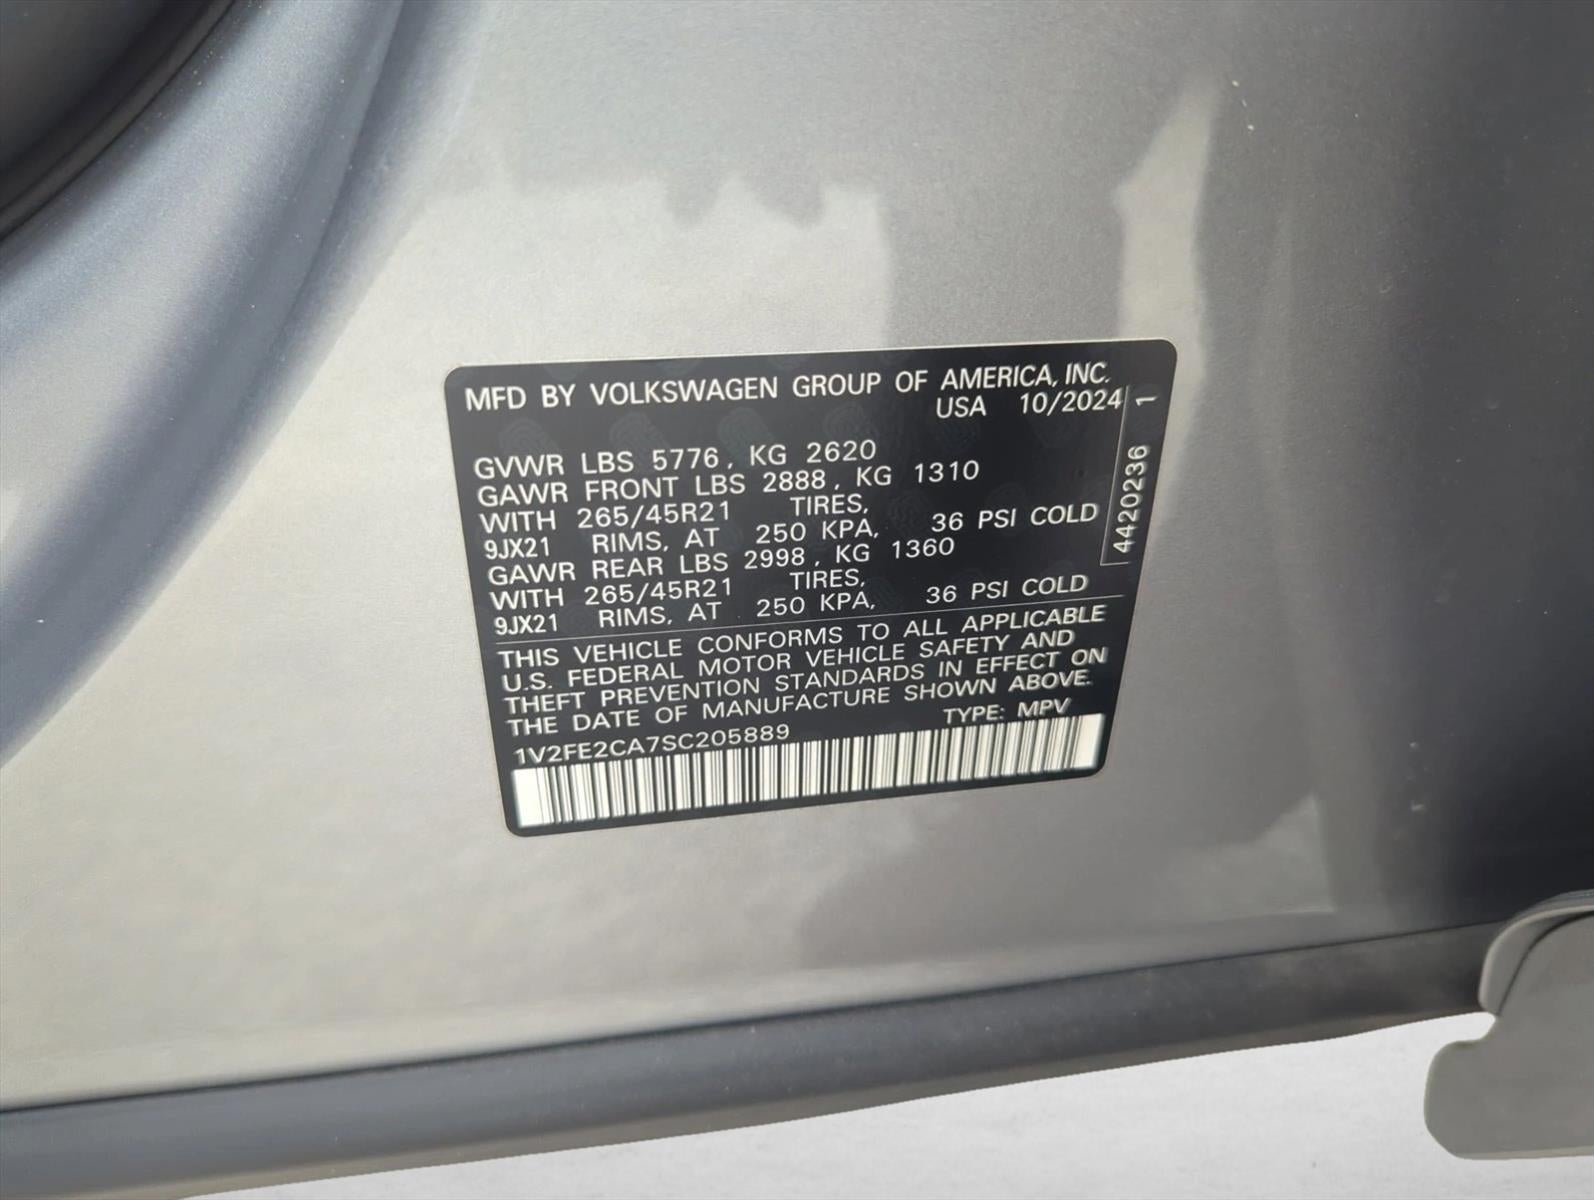 MFD BY VOLKSWAGEN GROUP OF AMERICA, INC.
USA 10/2024
GVWR LBS 5776, KG 2620
GAWR FRONT LBS 2888, KG 1310
WITH 265/45R21 TIRES,
9JX21 RIMS, AT 250 KPA, 36 PSI COLD
GAWR REAR LBS 2998, KG 1360
WITH 265/45R21 TIRES,
9JX21 RIMS, AT 250 KPA, 36 PSI COLD
THIS VEHICLE CONFORMS TO ALL APPLICABLE
U.S. FEDERAL MOTOR VEHICLE SAFETY AND
THEFT PREVENTION STANDARDS IN EFFECT ON
THE DATE OF MANUFACTURE SHOWN ABOVE.
1V2FE2CA7SC205889 TYPE: MPV
4420236 1